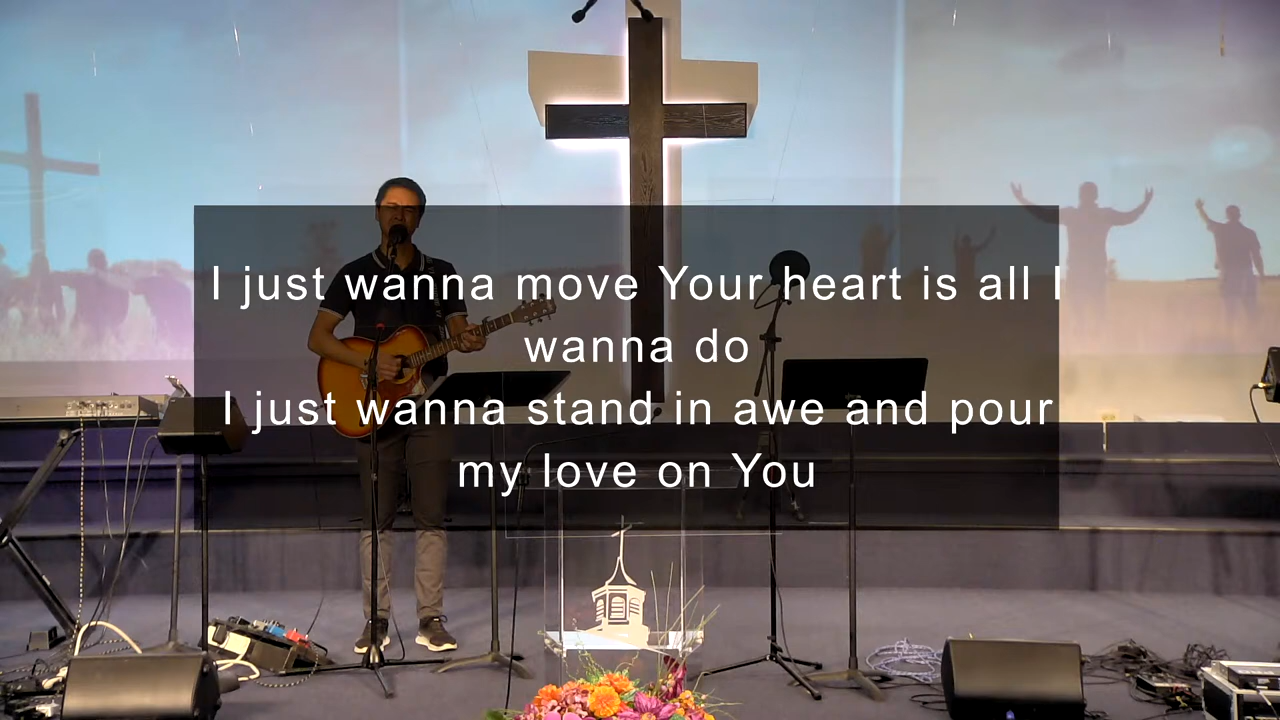 I just wanna move Your heart is all I
wanna do
I just wanna stand in awe and pour
my love on You